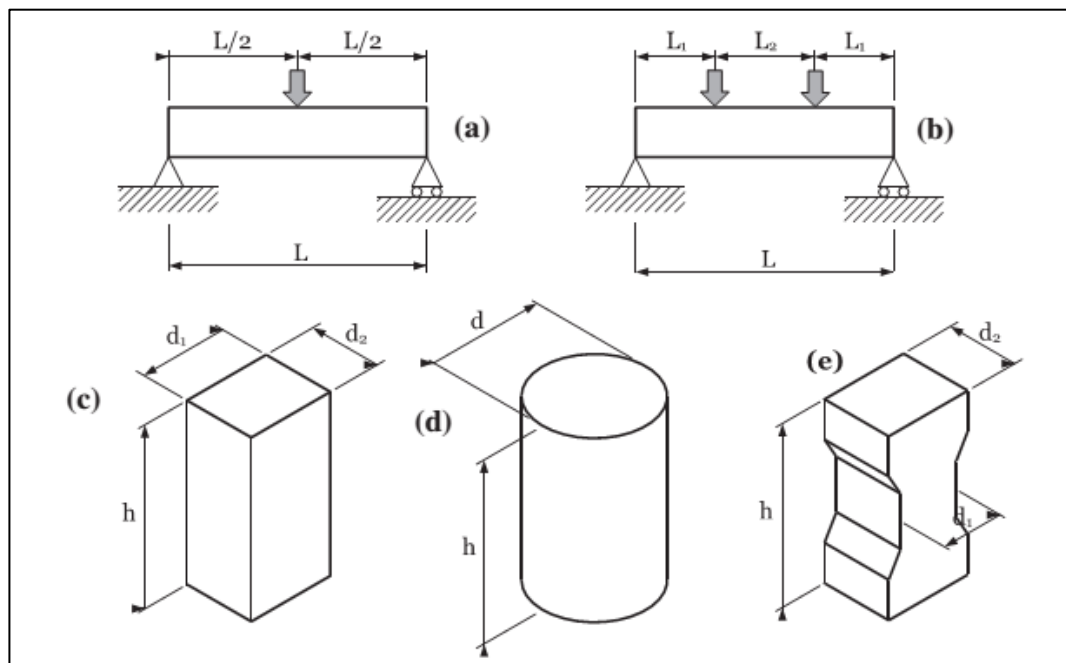 L/2 L/2
(a)
L
L₁ L₂ L₁
(b)
L
d₁ d₂
(c)
h
d
(d)
h
(e)
d₂
h
d₁